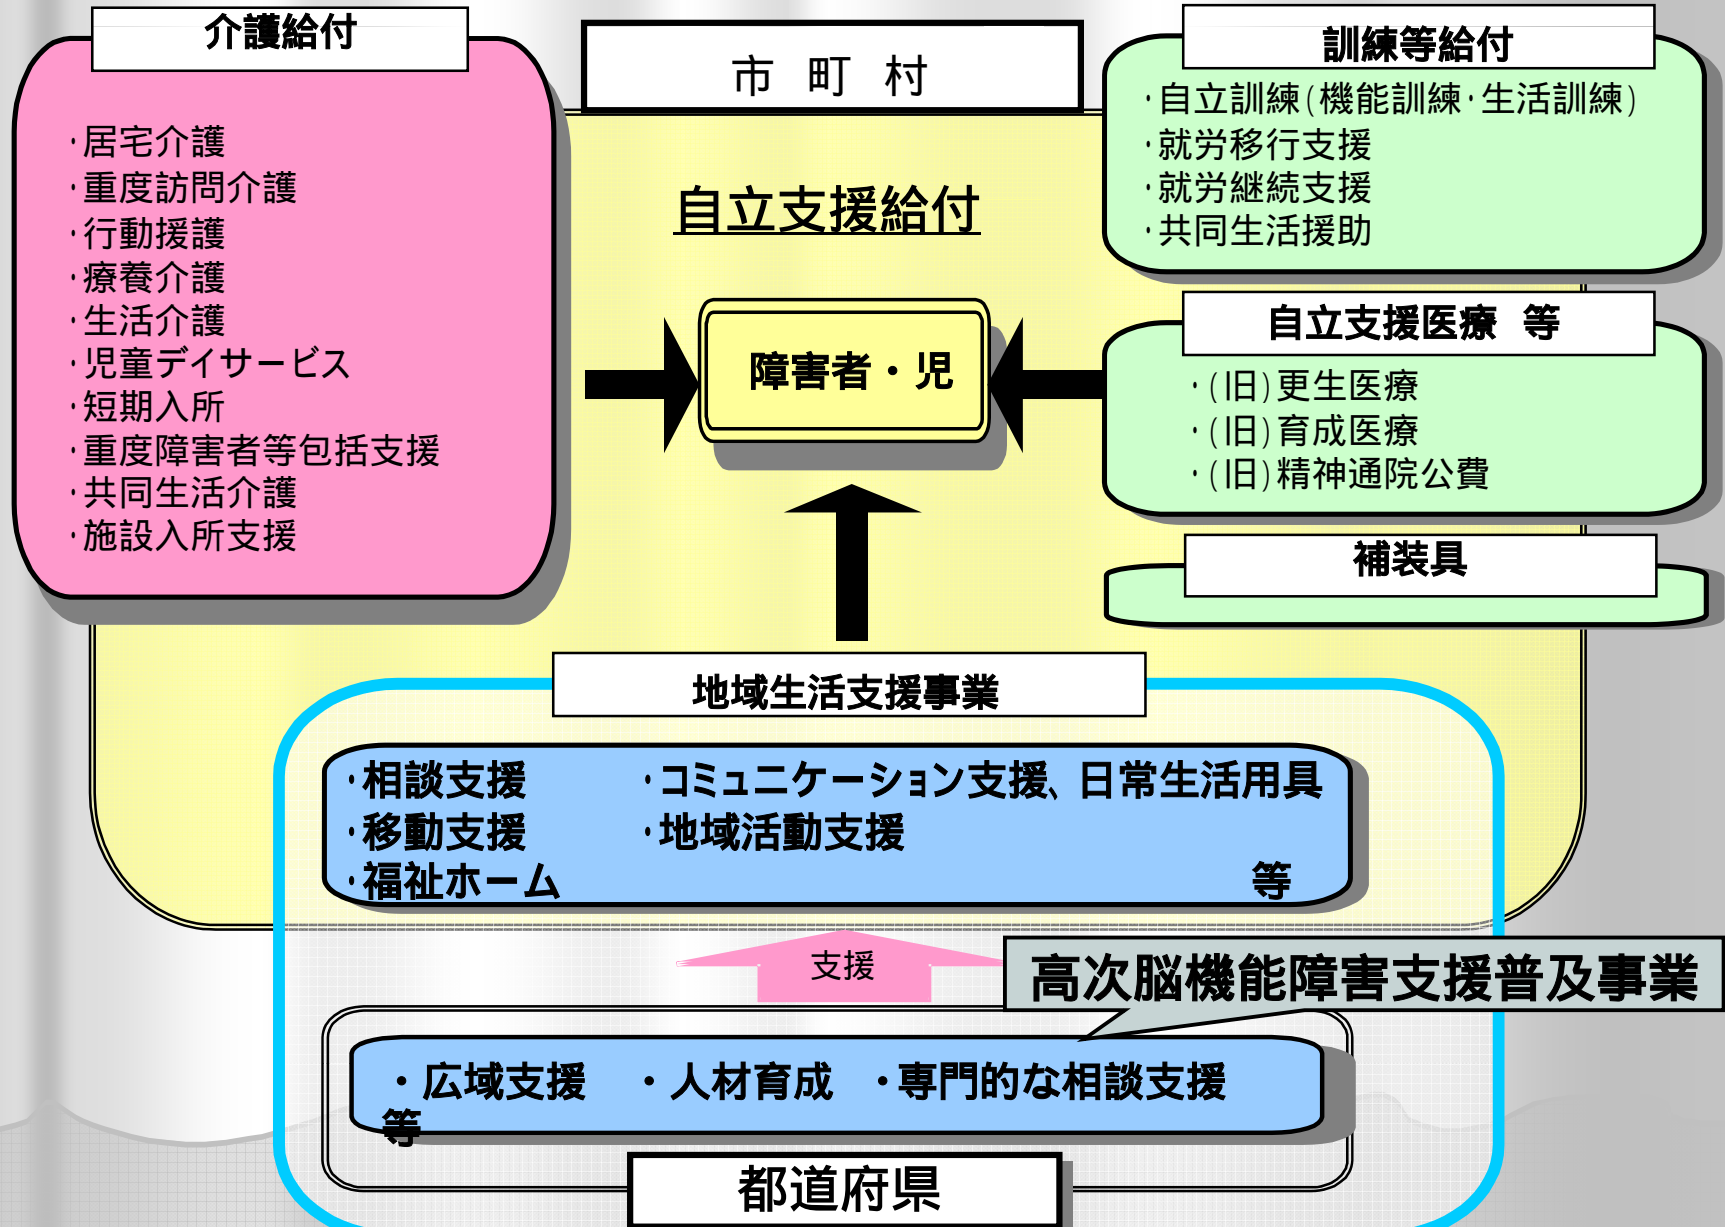 介護給付
・居宅介護
・重度訪問介護
・行動援護
・療養介護
・生活介護
・児童デイサービス
・短期入所
・重度障害者等包括支援
・共同生活介護
・施設入所支援
市 町 村
自立支援給付
障害者・児
訓練等給付
・自立訓練(機能訓練・生活訓練)
・就労移行支援
・就労継続支援
・共同生活援助
自立支援医療 等
・(旧)更生医療
・(旧)育成医療
・(旧)精神通院公費
補装具
地域生活支援事業
・相談支援 ・コミュニケーション支援、日常生活用具
・移動支援 ・地域活動支援
・福祉ホーム 等
支援
高次脳機能障害支援普及事業
・広域支援 ・人材育成 ・専門的な相談支援
等
都道府県